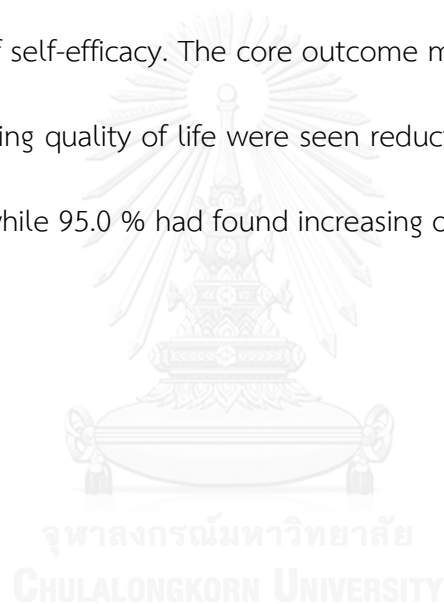 f self-efficacy. The core outcome m
ing quality of life were seen reduct
while 95.0 % had found increasing c
จุฬาลงกรณ์มหาวิทยาลัย
CHULALONGKORN UNIVERSITY